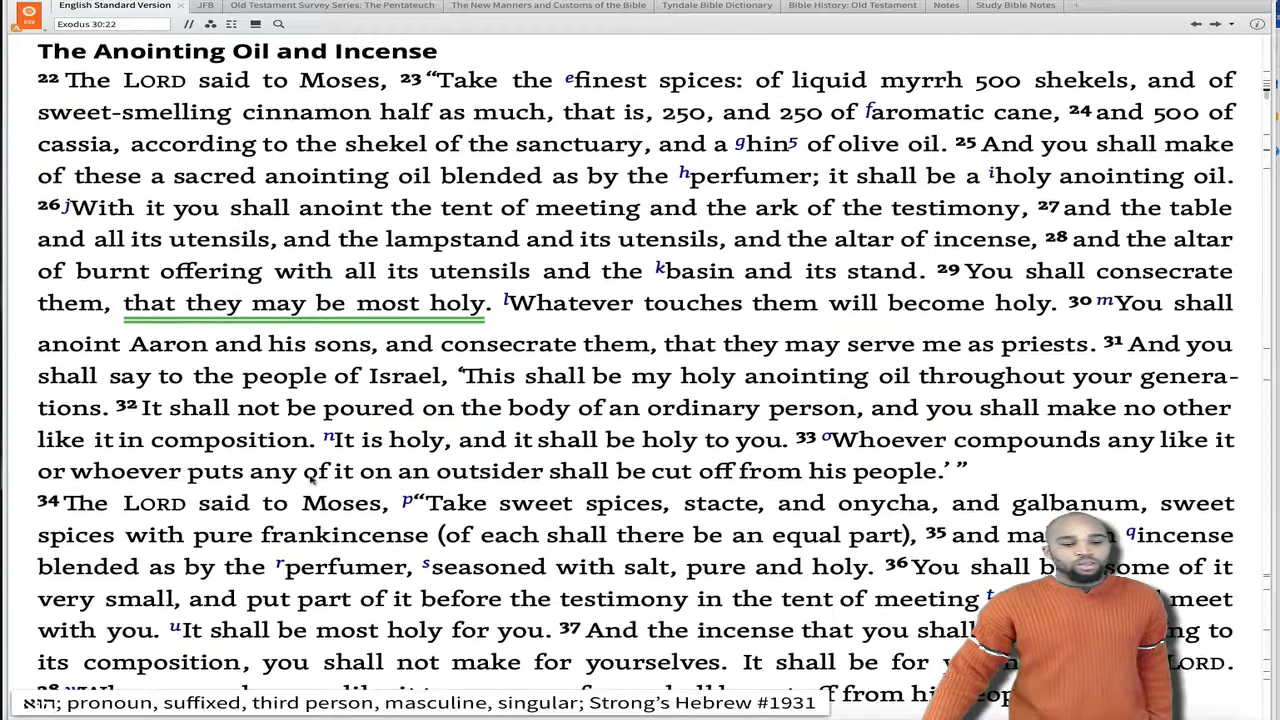 English Standard Version
JFB
Old Testament Survey Series: The Pentateuch
The New Manners and Customs of the Bible
Tyndale Bible Dictionary
Bible History: Old Testament
Notes
Study Bible Notes
Exodus 30:22
The Anointing Oil and Incense
22 The LORD said to Moses, 23 “Take the efinest spices: of liquid myrrh 500 shekels, and of
sweet-smelling cinnamon half as much, that is, 250, and 250 of faromatic cane, 24 and 500 of
cassia, according to the shekel of the sanctuary, and a ghin5 of olive oil. 25 And you shall make
of these a sacred anointing oil blended as by the hperfumer; it shall be a iholy anointing oil.
26 jWith it you shall anoint the tent of meeting and the ark of the testimony, 27 and the table
and all its utensils, and the lampstand and its utensils, and the altar of incense, 28 and the altar
of burnt offering with all its utensils and the kbasin and its stand. 29 You shall consecrate
them, that they may be most holy. lWhatever touches them will become holy. 30 mYou shall
anoint Aaron and his sons, and consecrate them, that they may serve me as priests. 31 And you
shall say to the people of Israel, ‘This shall be my holy anointing oil throughout your genera-
tions. 32 It shall not be poured on the body of an ordinary person, and you shall make no other
like it in composition. nIt is holy, and it shall be holy to you. 33 oWhoever compounds any like it
or whoever puts any of it on an outsider shall be cut off from his people.’ ”
34 The LORD said to Moses, p“Take sweet spices, stacte, and onycha, and galbanum, sweet
spices with pure frankincense (of each shall there be an equal part), 35 and qincense
blended as by the rperfumer, sseasoned with salt, pure and holy. 36 You shall some of it
very small, and put part of it before the testimony in the tent of meeting meet
with you. uIt shall be most holy for you. 37 And the incense that you shall to
its composition, you shall not make for yourselves. It shall be for LORD.
from
הוּא; pronoun, suffixed, third person, masculine, singular; Strong’s Hebrew #1931